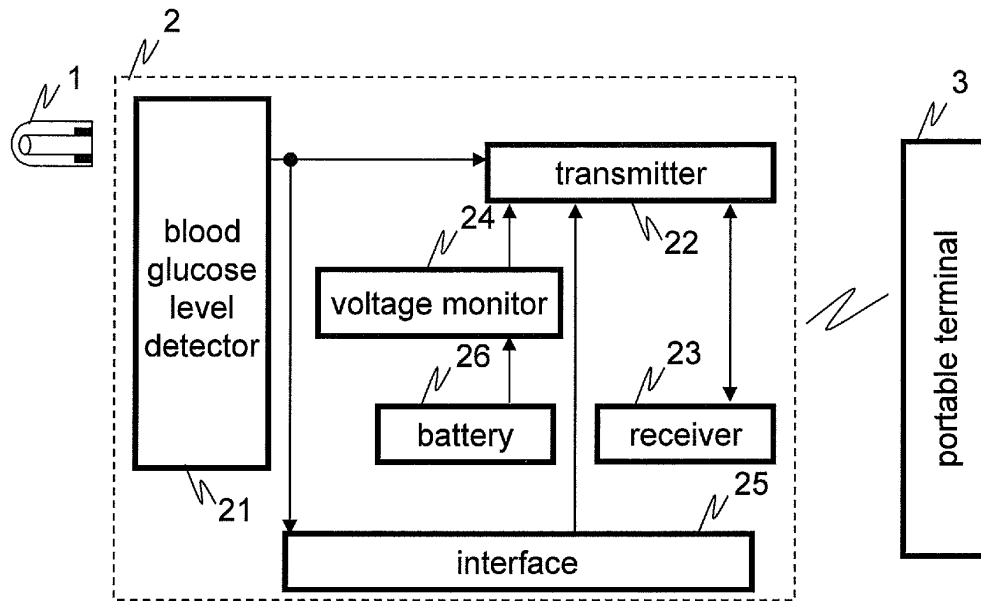 2
1
3
transmitter
24
22
blood
glucose
level
detector
voltage monitor
26
23
battery
receiver
portable terminal
21
25
interface